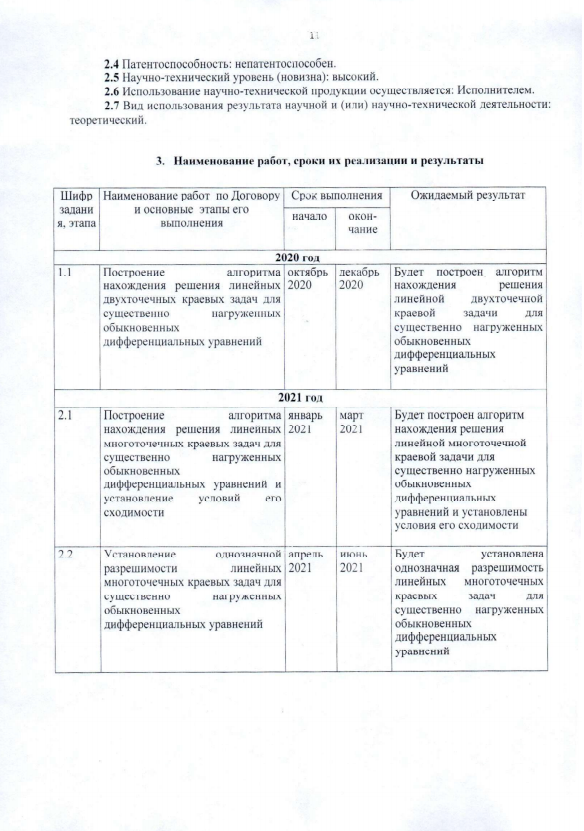 11
2.4 Патентоспособность: непатентоспособен.
2.5 Научно-технический уровень (новизна): высокий.
2.6 Использование научно-технической продукции осуществляется: Исполнителем.
2.7 Вид использования результата научной и (или) научно-технической деятельности:
теоретический.
3. Наименование работ, сроки их реализации и результаты
Шифр
задани
я, этапа
Наименование работ по Договору
и основные этапы его
выполнения
Срок выполнения
начало
окон-
чание
Ожидаемый результат
2020 год
1.1
Построение алгоритма
нахождения решения линейных
двухточечных краевых задач для
существенно нагруженных
обыкновенных
дифференциальных уравнений
октябрь
2020
декабрь
2020
Будет построен алгоритм
нахождения решения
линейной двухточечной
краевой задачи для
существенно нагруженных
обыкновенных
дифференциальных
уравнений
2021 год
2.1
Построение алгоритма
нахождения решения линейных
многоточечных краевых задач для
существенно нагруженных
обыкновенных
дифференциальных уравнений и
установление условий его
сходимости
январь
2021
март
2021
Будет построен алгоритм
нахождения решения
линейной многоточечной
краевой задачи для
существенно нагруженных
обыкновенных
дифференциальных
уравнений и установлены
условия его сходимости
2.2
Установление однозначной
разрешимости линейных
многоточечных краевых задач для
существенно нагруженных
обыкновенных
дифференциальных уравнений
апрель
2021
июнь
2021
Будет установлена
однозначная разрешимость
линейных многоточечных
краевых задач для
существенно нагруженных
обыкновенных
дифференциальных
уравнений